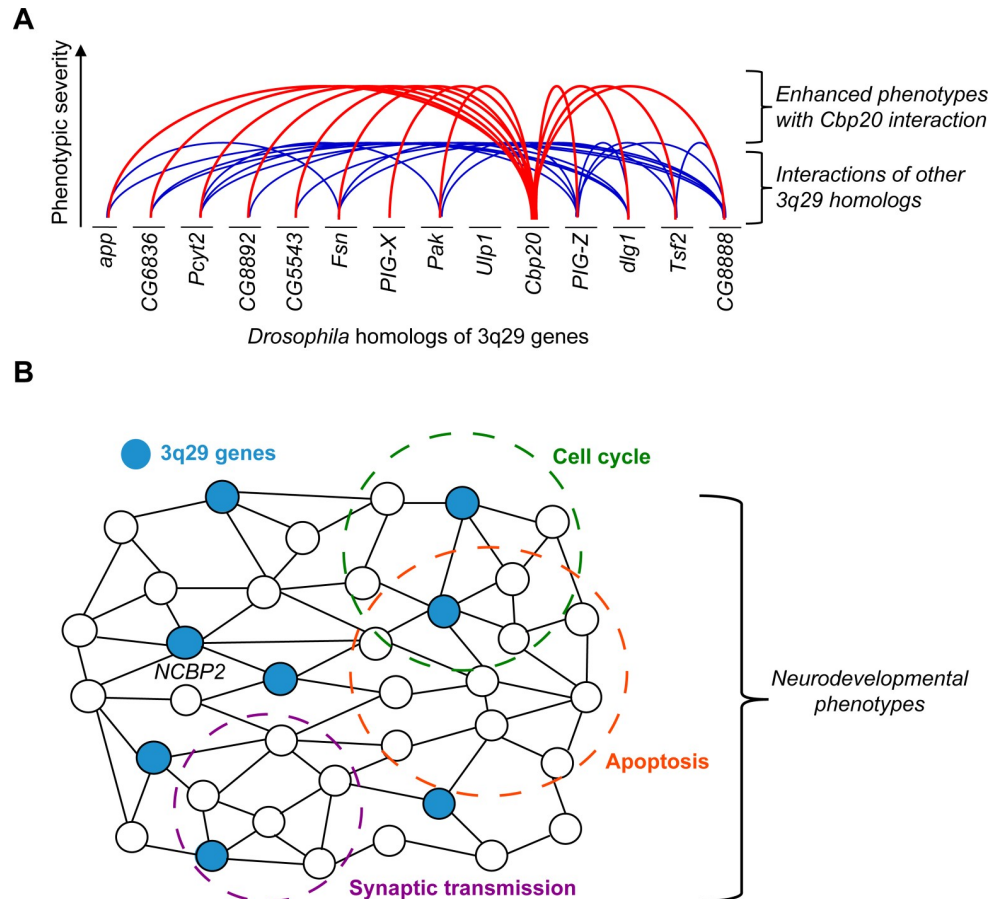 A
Phenotypic severity
Enhanced phenotypes
with Cbp20 interaction
Interactions of other
3q29 homologs
app
CG6836
Pcyt2
CG8892
CG5543
Fsn
PIG-X
Pak
Ulp1
Cbp20
PIG-Z
dlg1
Tsf2
CG8888
Drosophila homologs of 3q29 genes
B
3q29 genes
Cell cycle
NCBP2
Neurodevelopmental
phenotypes
Apoptosis
Synaptic transmission